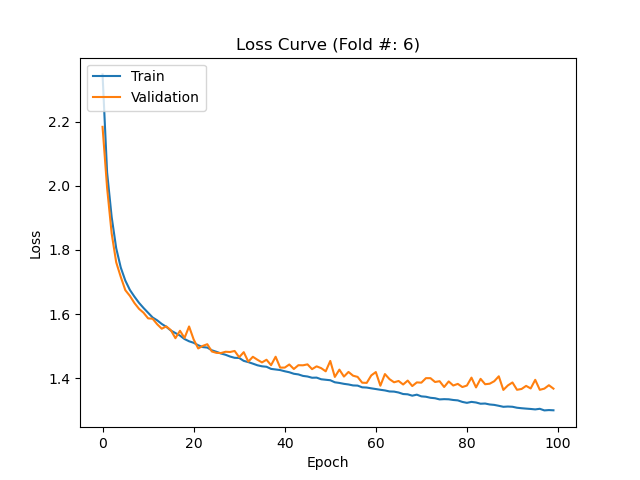 Loss Curve (Fold #: 6)
Train
Validation
2.2
2.0
1.8
1.6
1.4
Loss
0 20 40 60 80 100
Epoch